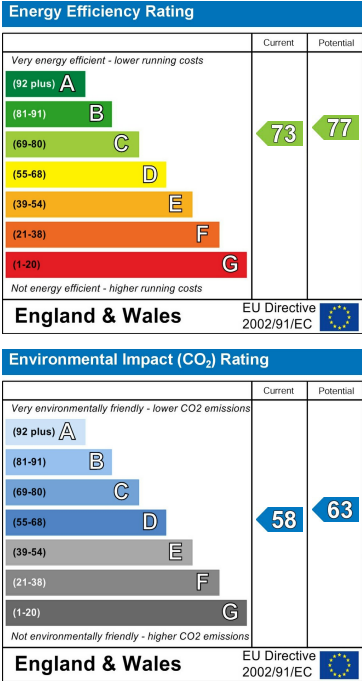 Energy Efficiency Rating
Current Potential
Very energy efficient - lower running costs
(92 plus) A
(81-91) B
(69-80) C
73 77
(55-68) D
(39-54) E
(21-38) F
(1-20) G
Not energy efficient - higher running costs
England & Wales
EU Directive
2002/91/EC
Environmental Impact (CO₂) Rating
Current Potential
Very environmentally friendly - lower CO2 emissions
(92 plus) A
(81-91) B
(69-80) C
(55-68) D
58 63
(39-54) E
(21-38) F
(1-20) G
Not environmentally friendly - higher CO2 emissions
England & Wales
EU Directive
2002/91/EC